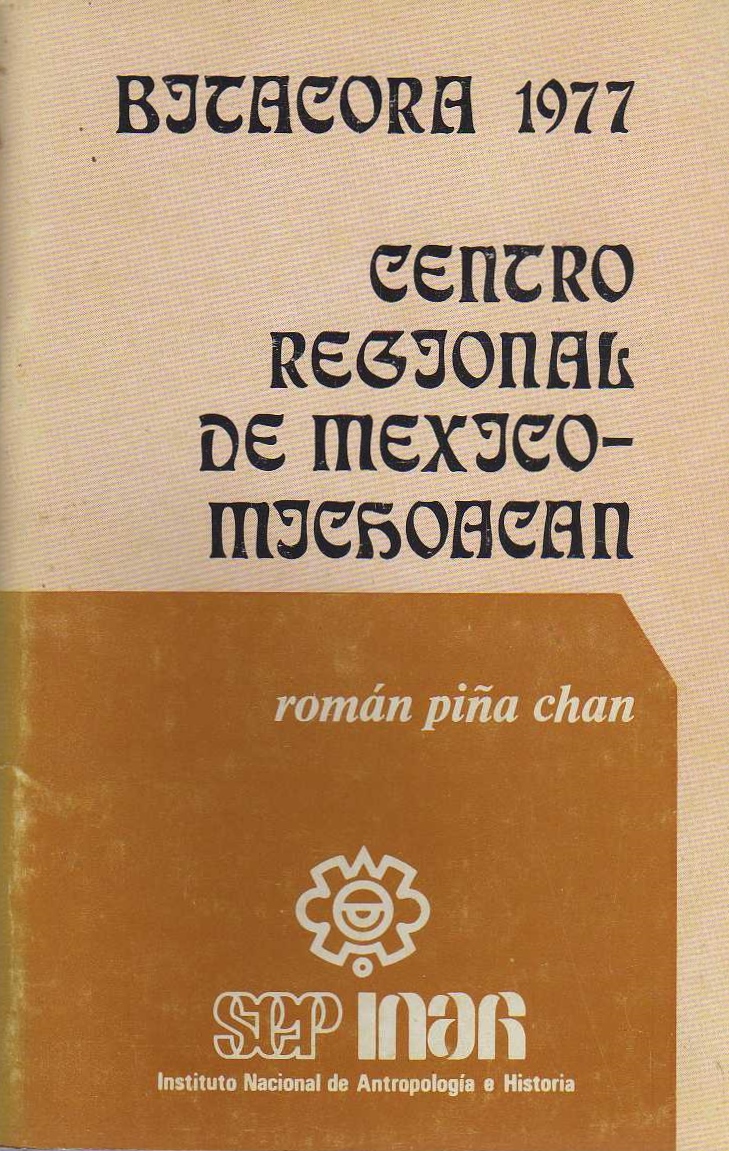 BITACORA 1977
CENTRO
REGIONAL
DE MEXICO-
MICHOACAN
román piña chan
SEP INAH
Instituto Nacional de Antropología e Historia